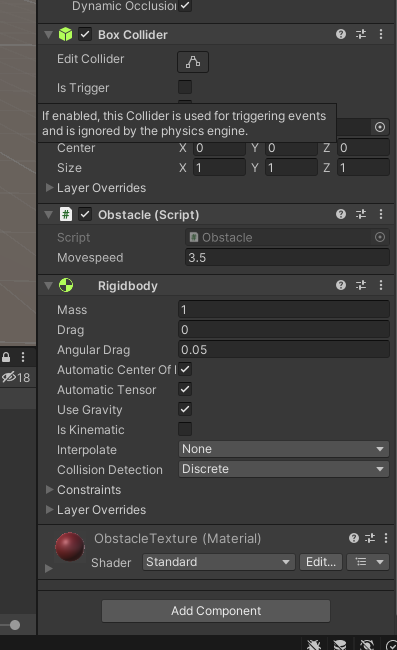 Dynamic Occlusion
Box Collider
Edit Collider
Is Trigger
If enabled, this Collider is used for triggering events
and is ignored by the physics engine.
Center X 0 Y 0 Z 0
Size X 1 Y 1 Z 1
Layer Overrides
# Obstacle (Script)
Script # Obstacle
Movespeed 3.5
Rigidbody
Mass 1
Drag 0
Angular Drag 0.05
18
Automatic Center Of
Automatic Tensor
Use Gravity
Is Kinematic
Interpolate None
Collision Detection Discrete
Constraints
Layer Overrides
ObstacleTexture (Material)
Shader Standard Edit...
Add Component